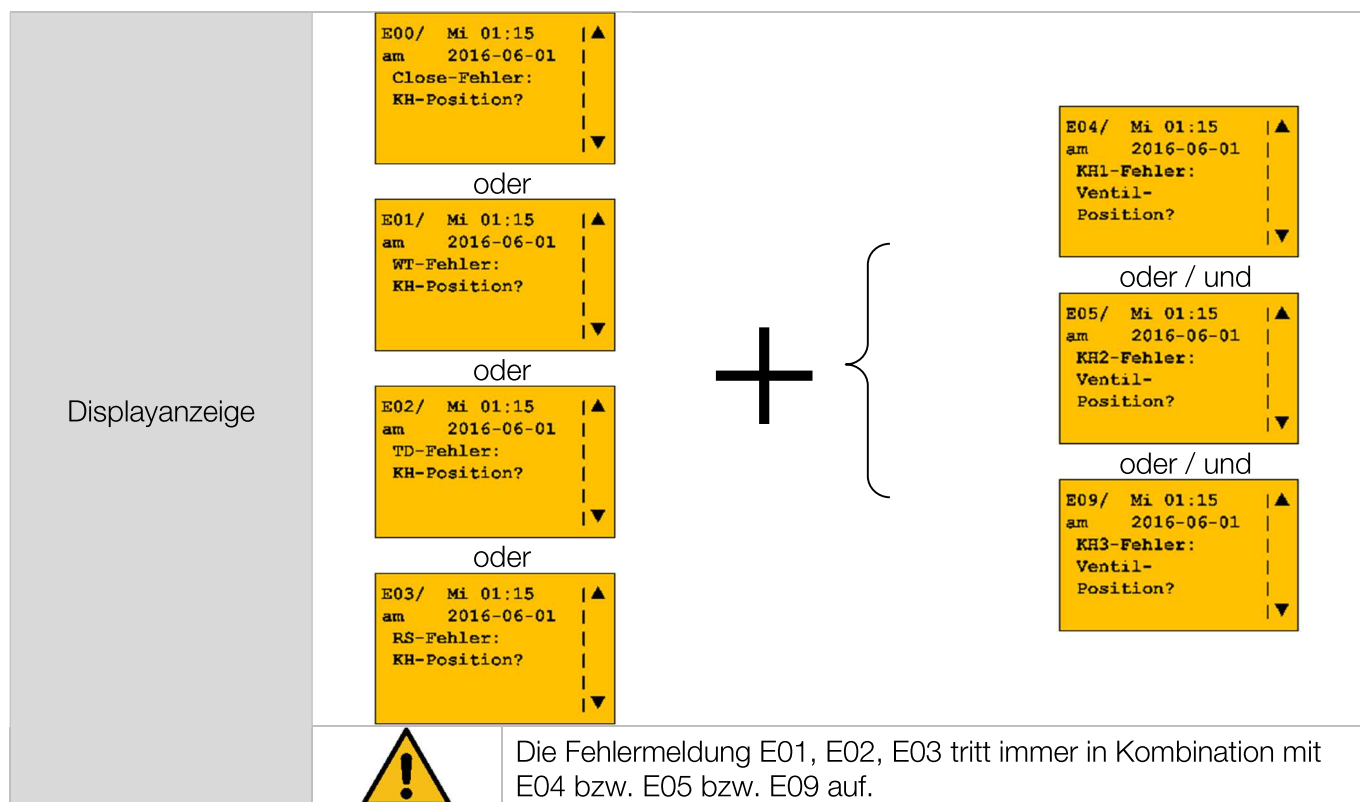 Displayanzeige
E00/ Mi 01:15
am 2016-06-01
Close-Fehler:
KH-Position?
oder
E01/ Mi 01:15
am 2016-06-01
WT-Fehler:
KH-Position?
oder
E02/ Mi 01:15
am 2016-06-01
TD-Fehler:
KH-Position?
oder
E03/ Mi 01:15
am 2016-06-01
RS-Fehler:
KH-Position?
+
E04/ Mi 01:15
am 2016-06-01
KH1-Fehler:
Ventil-
Position?
oder / und
E05/ Mi 01:15
am 2016-06-01
KH2-Fehler:
Ventil-
Position?
oder / und
E09/ Mi 01:15
am 2016-06-01
KH3-Fehler:
Ventil-
Position?
Die Fehlermeldung E01, E02, E03 tritt immer in Kombination mit
E04 bzw. E05 bzw. E09 auf.